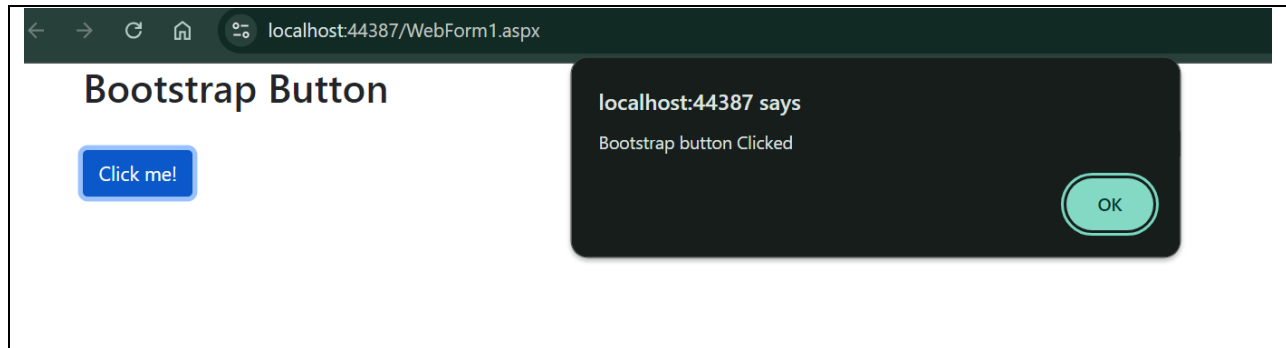 localhost:44387/WebForm1.aspx
Bootstrap Button
localhost:44387 says
Bootstrap button Clicked
Click me!
OK